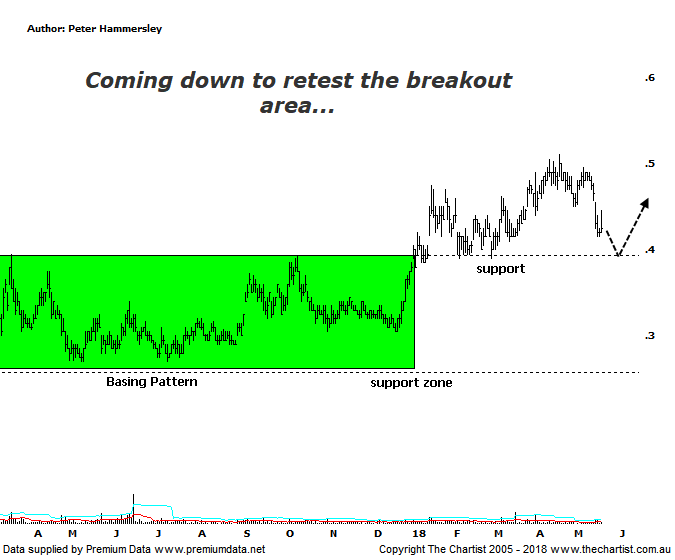 Author: Peter Hammersley
Coming down to retest the breakout
area...
.6
.5
.4
support
.3
Basing Pattern
support zone
A M J J A S O N D 18 F M A M J
Data supplied by Premium Data www.premiumdata.net
Copyright The Chartist 2005 - 2018 www.thechartist.com.au